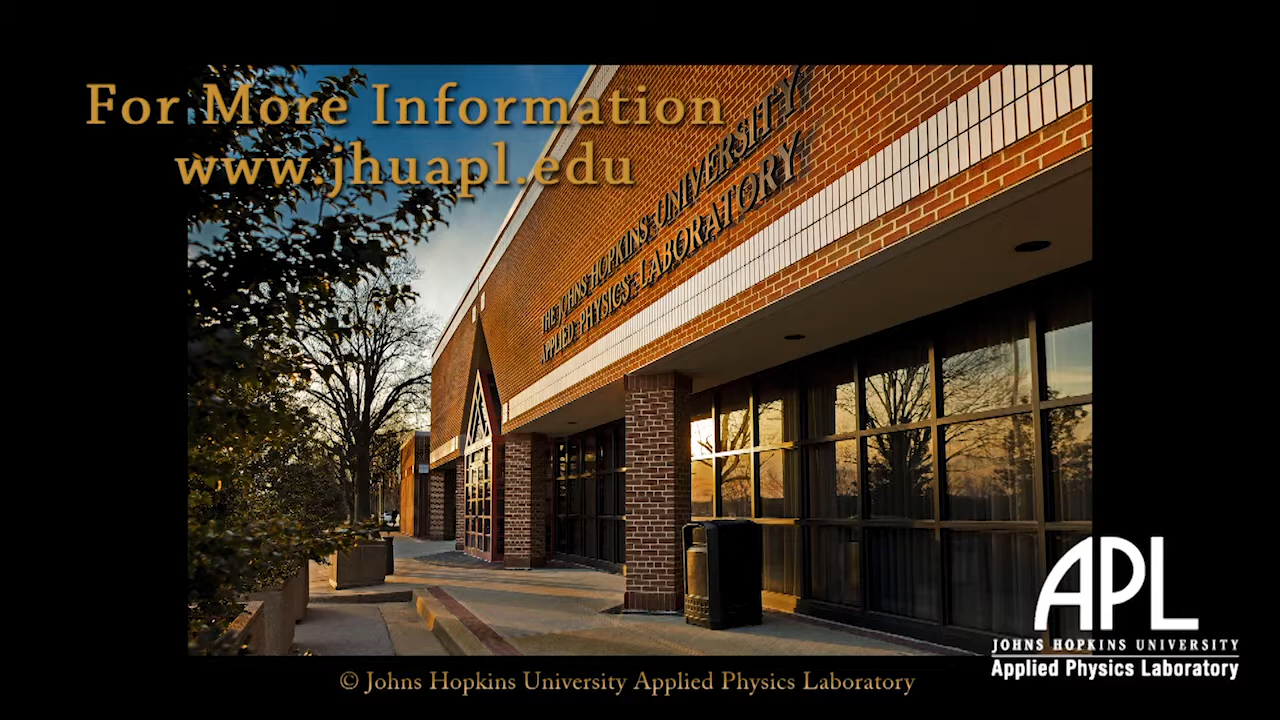 For More Information
www.jhuapl.edu
THE JOHNS HOPKINS UNIVERSITY
APPLIED PHYSICS LABORATORY
APL
JOHNS HOPKINS UNIVERSITY
Applied Physics Laboratory
© Johns Hopkins University Applied Physics Laboratory